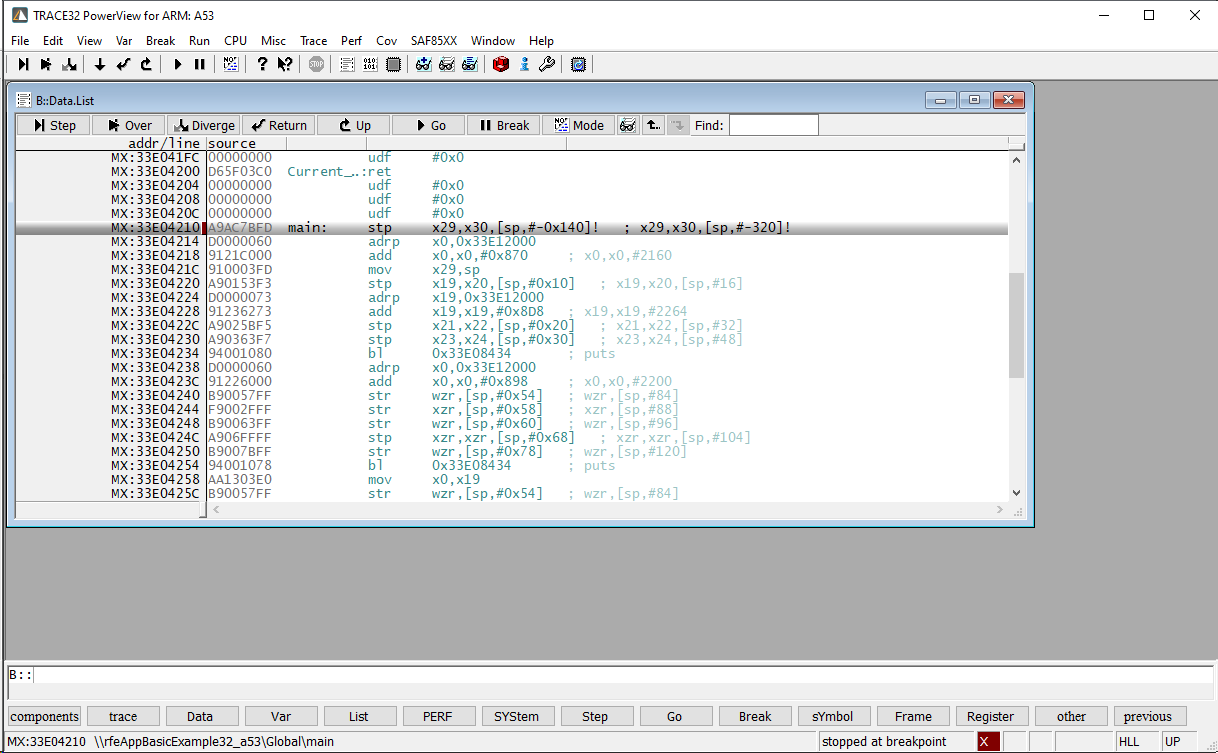 TRACE32 PowerView for ARM: A53
File Edit View Var Break Run CPU Misc Trace Perf Cov SAF85XX Window Help
B::Data.List
Step Over Diverge Return Up Go Break Mode Find:
addr/line source
MX:33E041FC 00000000 udf #0x0
MX:33E04200 D65F03C0 Current_..:ret
MX:33E04204 00000000 udf #0x0
MX:33E04208 00000000 udf #0x0
MX:33E0420C 00000000 udf #0x0
MX:33E04210 A9AC7BFD main: stp x29,x30,[sp,#-0x140]! ; x29,x30,[sp,#-320]!
MX:33E04214 D0000060 adrp x0,0x33E12000
MX:33E04218 9121C000 add x0,x0,#0x870 ; x0,x0,#2160
MX:33E0421C 910003FD mov x29,sp
MX:33E04220 A90153F3 stp x19,x20,[sp,#0x10] ; x19,x20,[sp,#16]
MX:33E04224 D0000073 adrp x19,0x33E12000
MX:33E04228 91236273 add x19,x19,#0x8D8 ; x19,x19,#2264
MX:33E0422C A9025BF5 stp x21,x22,[sp,#0x20] ; x21,x22,[sp,#32]
MX:33E04230 A90363F7 stp x23,x24,[sp,#0x30] ; x23,x24,[sp,#48]
MX:33E04234 94001080 bl 0x33E08434 ; puts
MX:33E04238 D0000060 adrp x0,0x33E12000
MX:33E0423C 91226000 add x0,x0,#0x898 ; x0,x0,#2200
MX:33E04240 B90057FF str wzr,[sp,#0x54] ; wzr,[sp,#84]
MX:33E04244 F9002FFF str xzr,[sp,#0x58] ; xzr,[sp,#88]
MX:33E04248 B90063FF str wzr,[sp,#0x60] ; wzr,[sp,#96]
MX:33E0424C A906FFFF stp xzr,xzr,[sp,#0x68] ; xzr,xzr,[sp,#104]
MX:33E04250 B9007BFF str wzr,[sp,#0x78] ; wzr,[sp,#120]
MX:33E04254 94001078 bl 0x33E08434 ; puts
MX:33E04258 AA1303E0 mov x0,x19
MX:33E0425C B90057FF str wzr,[sp,#0x54] ; wzr,[sp,#84]
B::
components trace Data Var List PERF SYStem Step Go Break sYmbol Frame Register other previous
MX:33E04210 \\rfeAppBasicExample32_a53\Global\main stopped at breakpoint X HLL UP